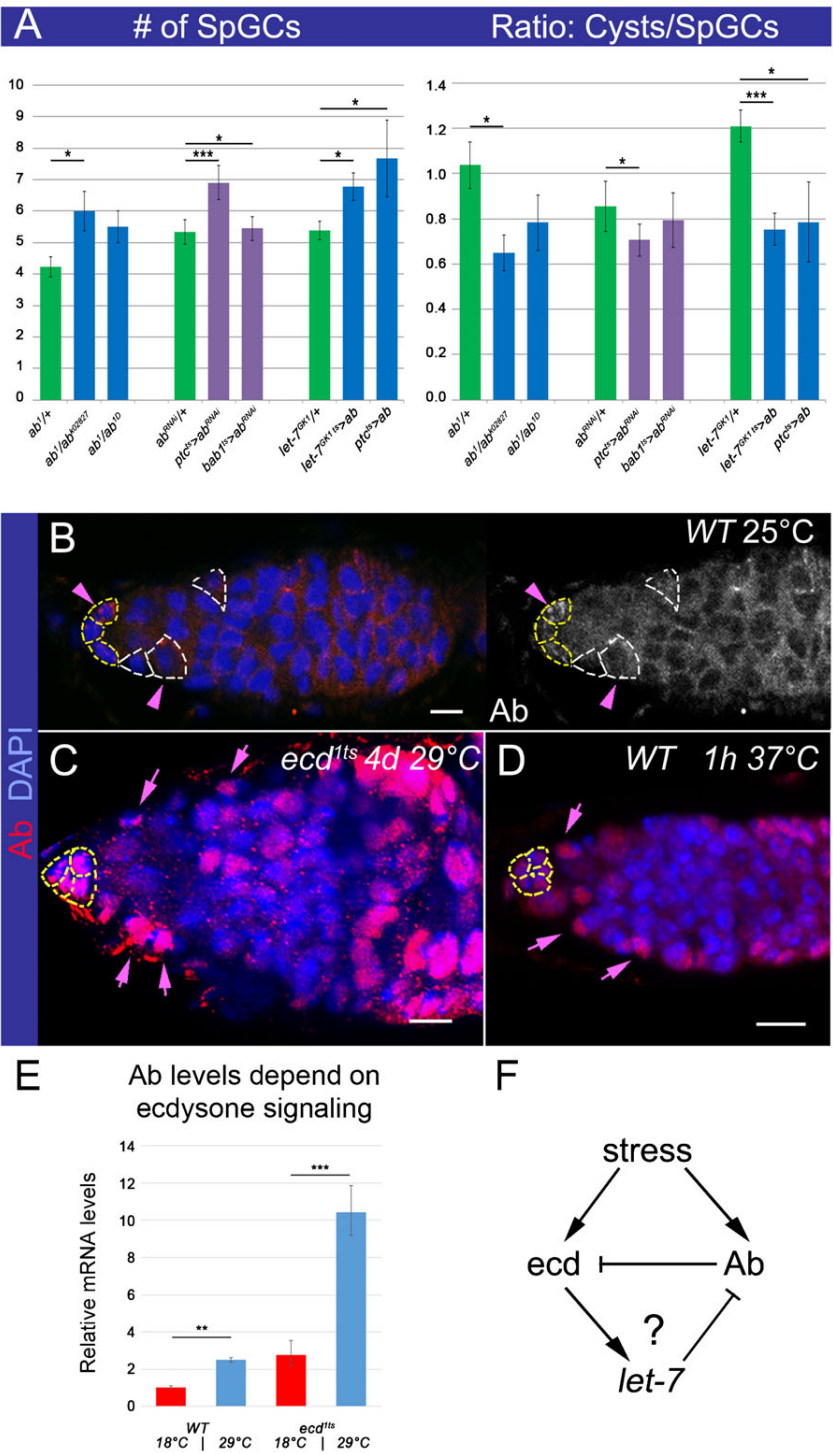 A
# of SpGCs
Ratio: Cysts/SpGCs
10
9
8
7
6
5
4
3
2
1
0
*
*
***
*
*
*
ab¹/+
ab¹/abᵏ⁰²⁸²⁷
ab¹/ab¹ᴰ
abᴿᴺᴬⁱ/+
ptcᵗˢ>abᴿᴺᴬⁱ
bab1ᵗˢ>abᴿᴺᴬⁱ
let-7ᴳᴷ¹/+
let-7ᴳᴷ¹ ᵗˢ>ab
ptcᵗˢ>ab
1.4
1.2
1.0
0.8
0.6
0.4
0.2
0.0
*
*
*
***
ab¹/+
ab¹/abᵏ⁰²⁸²⁷
ab¹/ab¹ᴰ
abᴿᴺᴬⁱ/+
ptcᵗˢ>abᴿᴺᴬⁱ
bab1ᵗˢ>abᴿᴺᴬⁱ
let-7ᴳᴷ¹/+
let-7ᴳᴷ¹ ᵗˢ>ab
ptcᵗˢ>ab
Ab DAPI
B
WT 25°C
Ab
C
ecd¹ᵗˢ 4d 29°C
D
WT 1h 37°C
E
Ab levels depend on
ecdysone signaling
Relative mRNA levels
14
12
10
8
6
4
2
0
**
***
WT
18°C | 29°C
ecd¹ᵗˢ
18°C | 29°C
F
stress
ecd
Ab
?
let-7